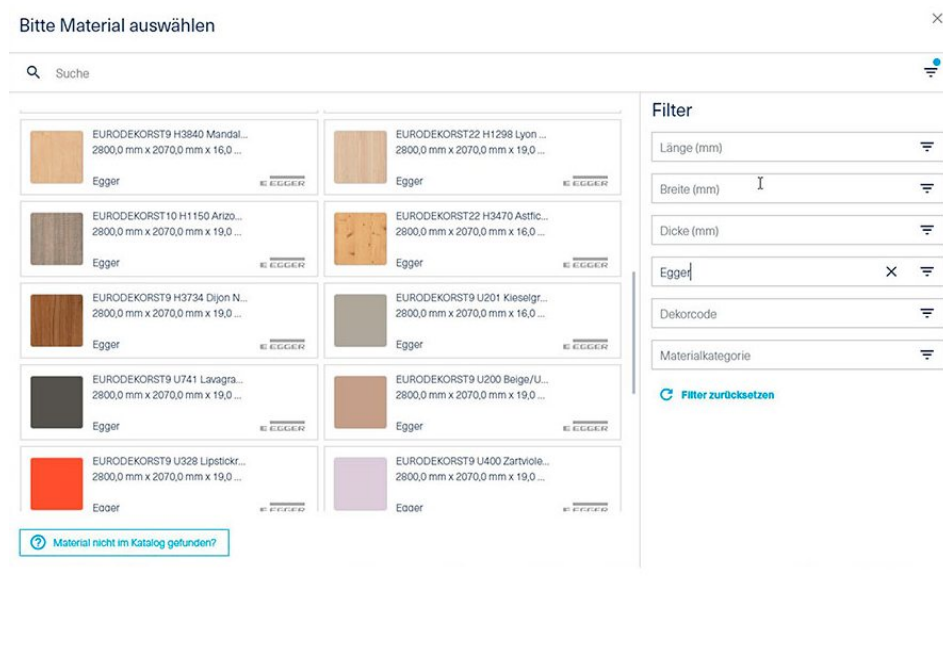 Bitte Material auswählen
Suche
EURODEKORST9 H3840 Mandal...
2800,0 mm x 2070,0 mm x 16,0 ...
Egger
E EGGER
EURODEKORST22 H1298 Lyon ...
2800,0 mm x 2070,0 mm x 19,0 ...
Egger
E EGGER
EURODEKORST10 H1150 Arizo...
2800,0 mm x 2070,0 mm x 19,0 ...
Egger
E EGGER
EURODEKORST22 H3470 Astfic...
2800,0 mm x 2070,0 mm x 16,0 ...
Egger
E EGGER
EURODEKORST9 H3734 Dijon N...
2800,0 mm x 2070,0 mm x 19,0 ...
Egger
E EGGER
EURODEKORST9 U201 Kieselgr...
2800,0 mm x 2070,0 mm x 16,0 ...
Egger
E EGGER
EURODEKORST9 U741 Lavagra...
2800,0 mm x 2070,0 mm x 19,0 ...
Egger
E EGGER
EURODEKORST9 U200 Beige/U...
2800,0 mm x 2070,0 mm x 19,0 ...
Egger
E EGGER
EURODEKORST9 U328 Lipstickr...
2800,0 mm x 2070,0 mm x 19,0 ...
Egger
E EGGER
EURODEKORST9 U400 Zartviole...
2800,0 mm x 2070,0 mm x 19,0 ...
Egger
E EGGER
Material nicht im Katalog gefunden?
Filter
Länge (mm)
Breite (mm)
Dicke (mm)
Egger
Dekorcode
Materialkategorie
Filter zurücksetzen